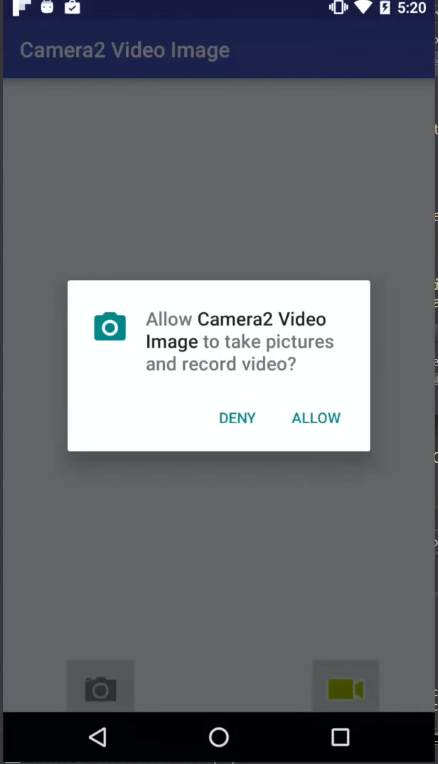 5:20
Camera2 Video Image
Allow Camera2 Video
Image to take pictures
and record video?
DENY ALLOW